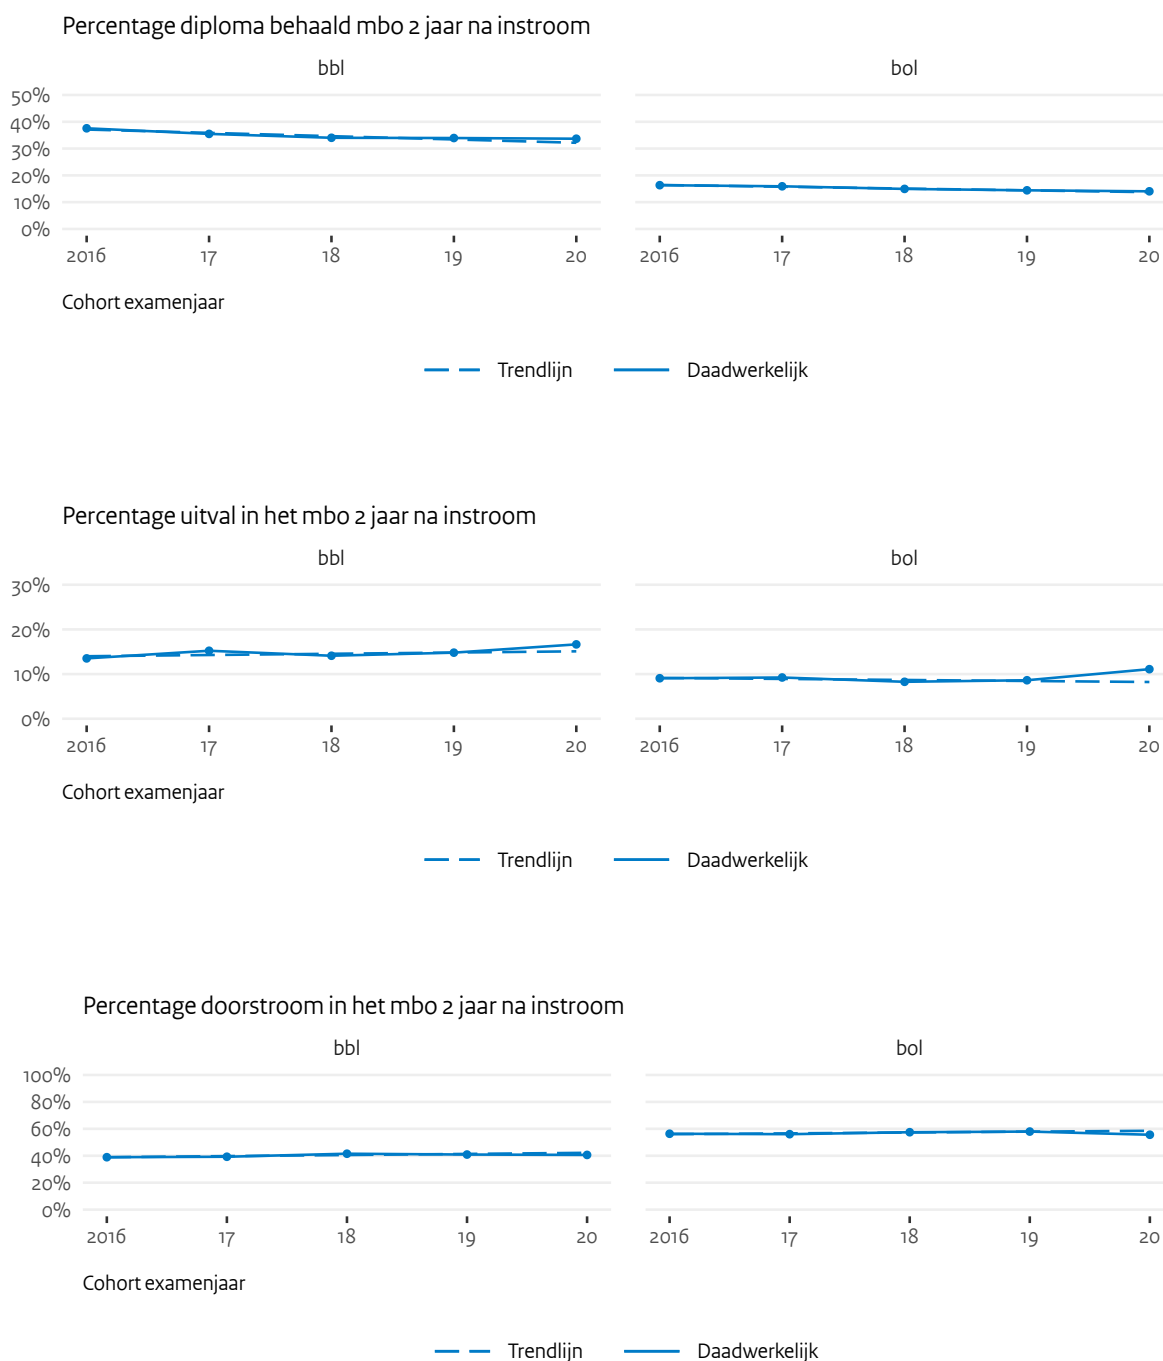 Percentage diploma behaald mbo 2 jaar na instroom
bbl
bol
50%
40%
30%
20%
10%
0%
2016 17 18 19 20
2016 17 18 19 20
Cohort examenjaar
Trendlijn Daadwerkelijk
Percentage uitval in het mbo 2 jaar na instroom
bbl
bol
30%
20%
10%
0%
2016 17 18 19 20
2016 17 18 19 20
Cohort examenjaar
Trendlijn Daadwerkelijk
Percentage doorstroom in het mbo 2 jaar na instroom
bbl
bol
100%
80%
60%
40%
20%
0%
2016 17 18 19 20
2016 17 18 19 20
Cohort examenjaar
Trendlijn Daadwerkelijk